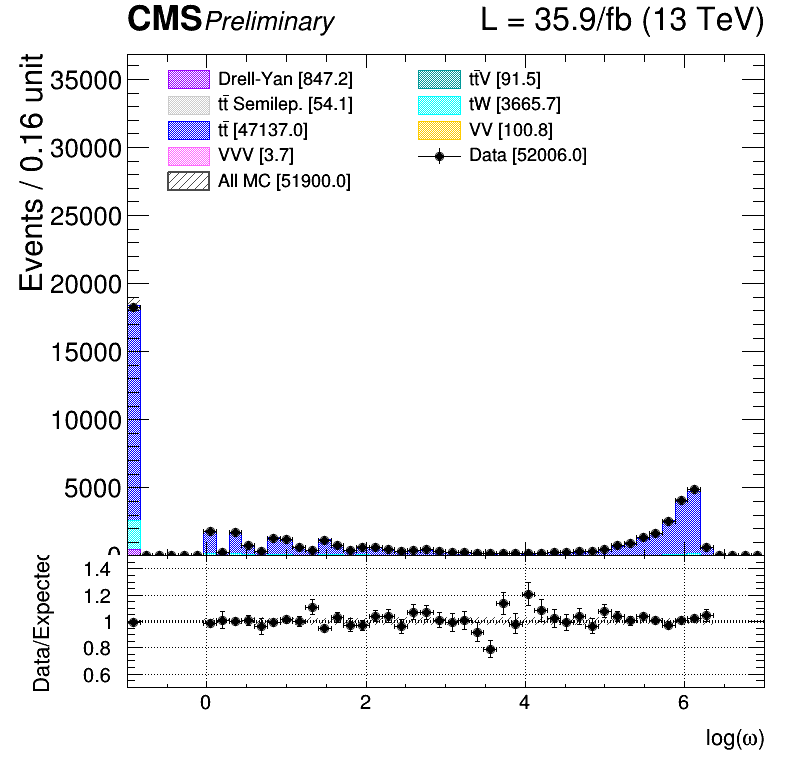 CMS Preliminary L = 35.9/fb (13 TeV)
Events / 0.16 unit
35000
30000
25000
20000
15000
10000
5000
0
Drell-Yan [847.2]
tt̄ Semilep. [54.1]
tt̄ [47137.0]
VVV [3.7]
All MC [51900.0]
tt̄V [91.5]
tW [3665.7]
VV [100.8]
Data [52006.0]
Data/Expected
1.4
1.2
1
0.8
0.6
0 2 4 6
log(ω)